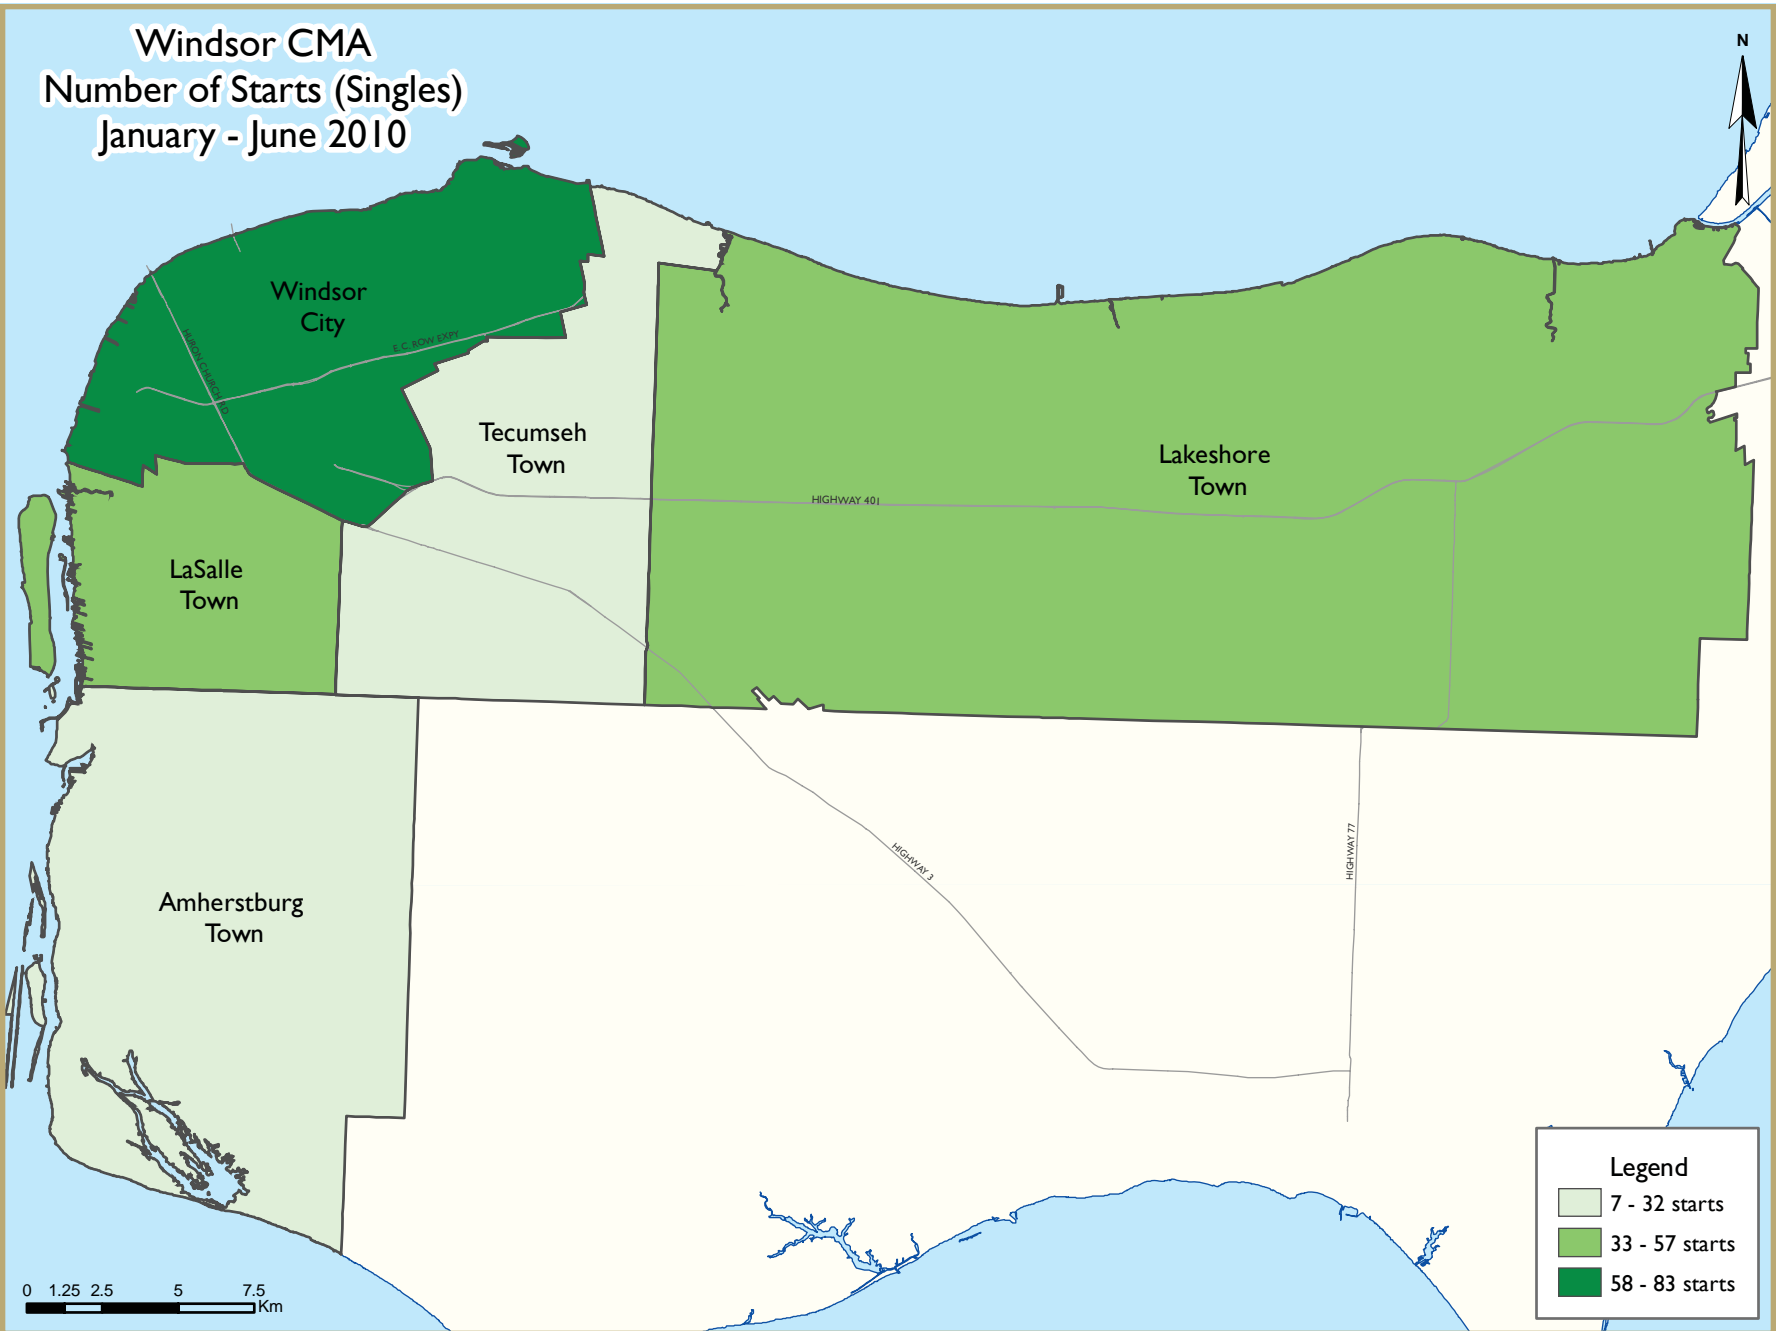 Windsor CMA
Number of Starts (Singles)
January - June 2010
N
Windsor
City
HURON CHURCH RD
E.C. ROW EXPY
Tecumseh
Town
Lakeshore
Town
HIGHWAY 401
LaSalle
Town
HIGHWAY 3
HIGHWAY 77
Amherstburg
Town
Legend
7 - 32 starts
33 - 57 starts
58 - 83 starts
0 1.25 2.5 5 7.5
Km